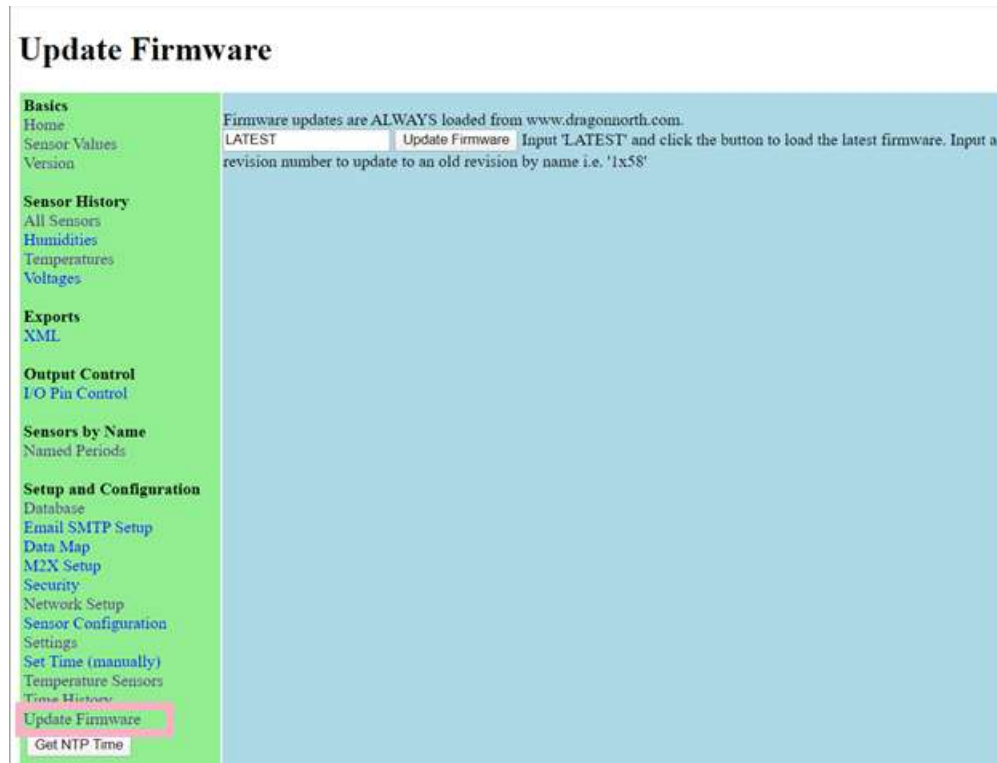 Update Firmware
Basics
Home
Sensor Values
Version
Sensor History
All Sensors
Humidities
Temperatures
Voltages
Exports
XML
Output Control
I/O Pin Control
Sensors by Name
Named Periods
Setup and Configuration
Database
Email SMTP Setup
Data Map
M2X Setup
Security
Network Setup
Sensor Configuration
Settings
Set Time (manually)
Temperature Sensors
Time History
Update Firmware
Get NTP Time
Firmware updates are ALWAYS loaded from www.dragonnorth.com.
LATEST Update Firmware Input 'LATEST' and click the button to load the latest firmware. Input a
revision number to update to an old revision by name i.e. '1x58'